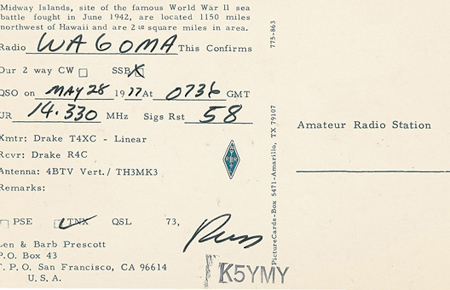 Midway Islands, site of the famous World War II sea
battle fought in June 1942, are located 1150 miles
northwest of Hawaii and are 2 sq square miles in area.
Radio WA6OMA This Confirms
Our 2 way CW SSB X
QSO on MAY 28 1977 At 0736 GMT
UR 14.330 MHz Sigs Rst 58
Xmtr: Drake T4XC - Linear
Rcvr: Drake R4C
Antenna: 4BTV Vert./ TH3MK3
Remarks:
PSE TNX QSL 73,
Len & Barb Prescott
P.O. Box 43
F.P.O. San Francisco, CA 96614
U.S.A.
K5YMY
775-863
PictureCards-Box 5471-Amarillo, TX 79107
Amateur Radio Station